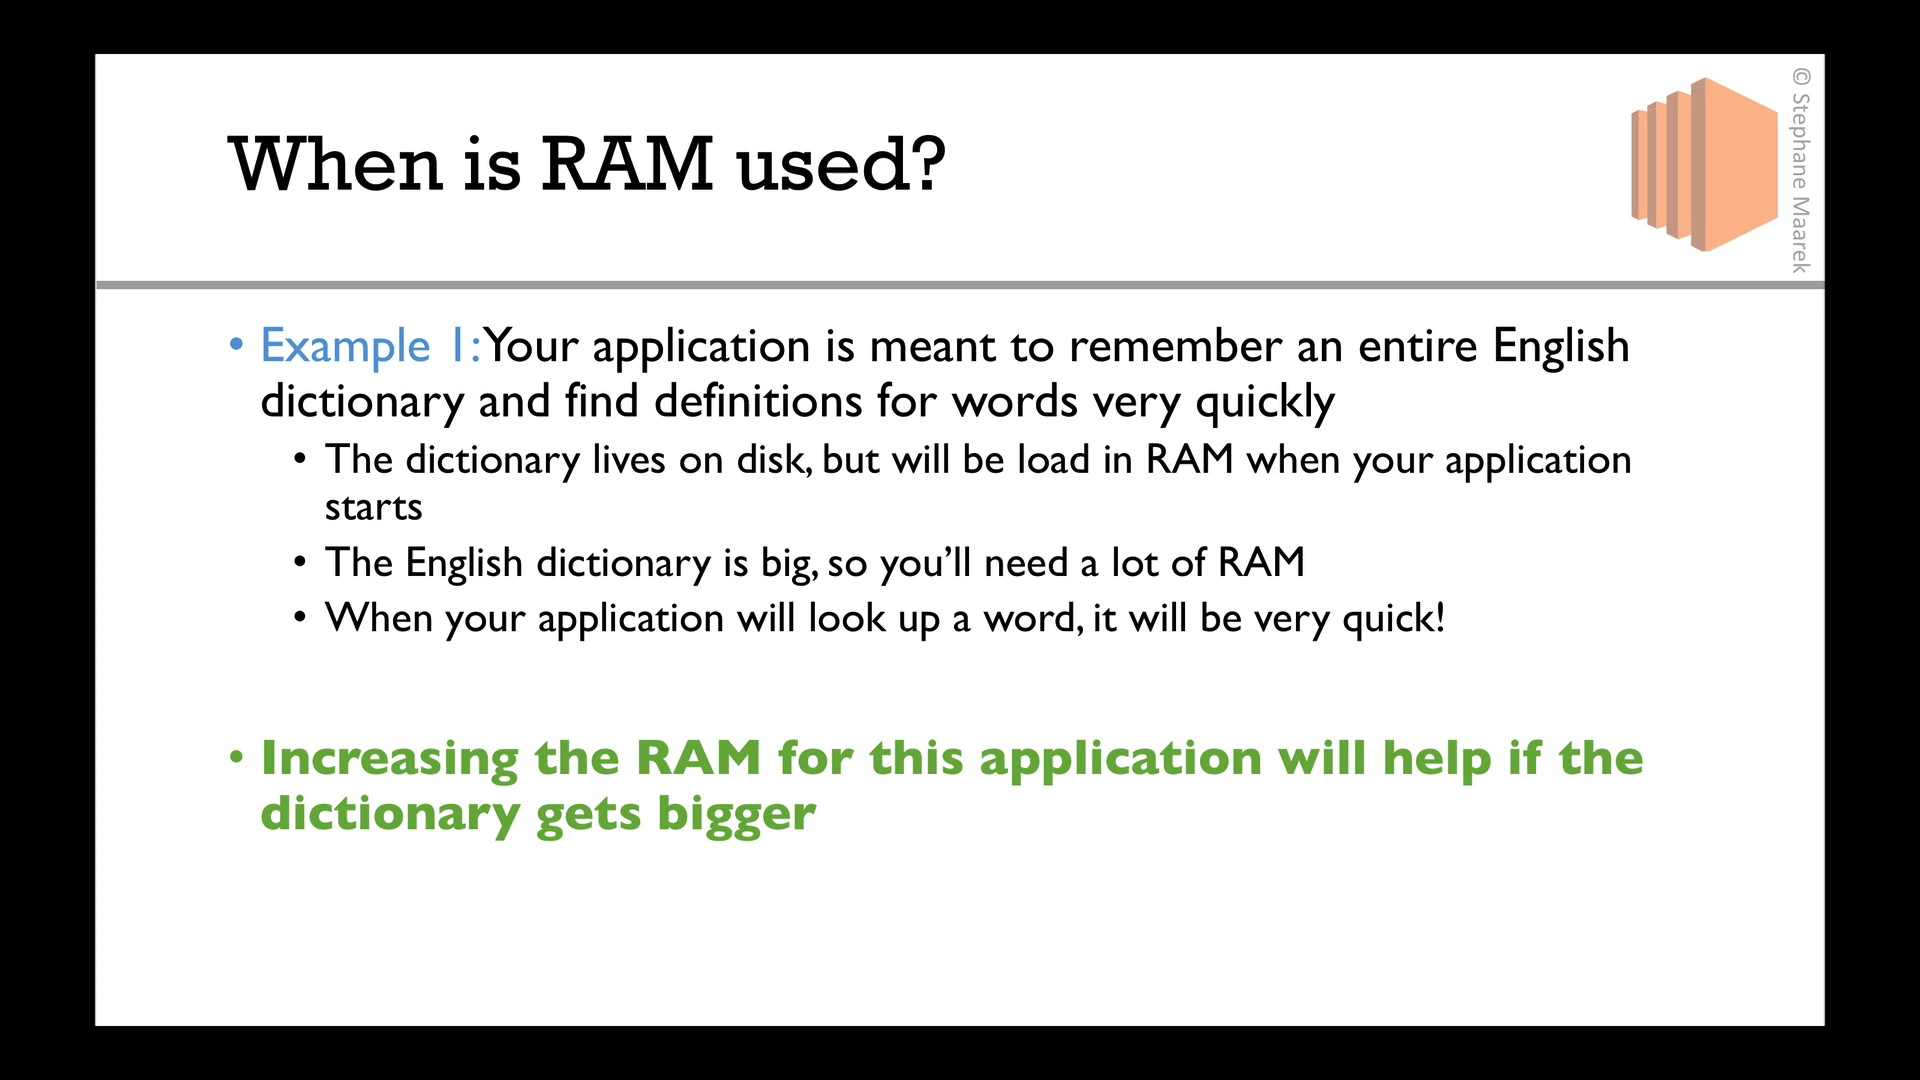 When is RAM used?
© Stephane Maarek
• Example 1: Your application is meant to remember an entire English
dictionary and find definitions for words very quickly
• The dictionary lives on disk, but will be load in RAM when your application
starts
• The English dictionary is big, so you’ll need a lot of RAM
• When your application will look up a word, it will be very quick!
• Increasing the RAM for this application will help if the
dictionary gets bigger